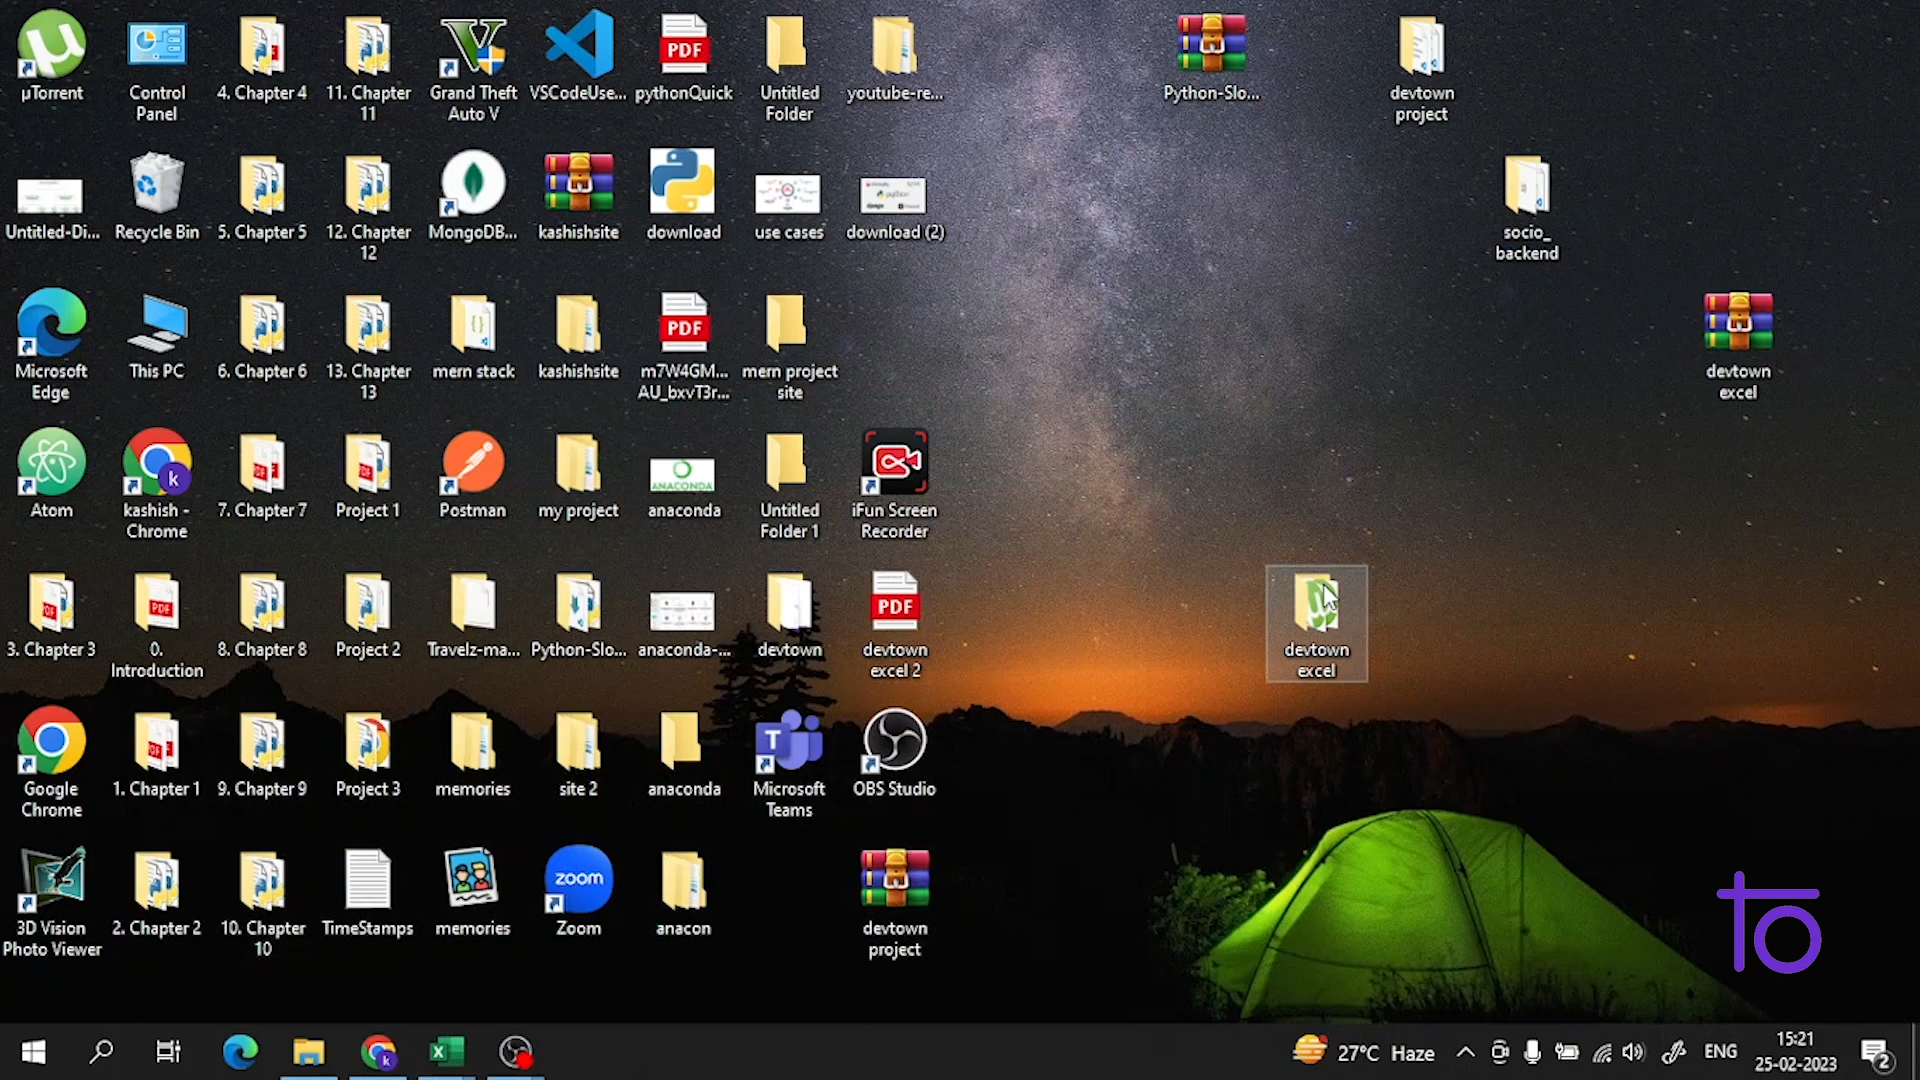 µTorrent
Control
Panel
4. Chapter 4
11. Chapter
11
Grand Theft
Auto V
VSCodeUse...
PDF
pythonQuick
Untitled
Folder
youtube-re...
Python-Slo...
devtown
project
Untitled-Di...
Recycle Bin
5. Chapter 5
12. Chapter
12
MongoDB...
kashishsite
download
use cases
python
download (2)
socio_
backend
Microsoft
Edge
This PC
6. Chapter 6
13. Chapter
13
mern stack
kashishsite
PDF
m7W4GM...
AU_bxvT3r...
mern project
site
devtown
excel
Atom
k
kashish -
Chrome
7. Chapter 7
Project 1
Postman
my project
ANACONDA
anaconda
Untitled
Folder 1
iFun Screen
Recorder
3. Chapter 3
PDF
0.
Introduction
8. Chapter 8
Project 2
Travelz-ma...
Python-Slo...
anaconda-...
devtown
PDF
devtown
excel 2
devtown
excel
Google
Chrome
1. Chapter 1
9. Chapter 9
Project 3
memories
site 2
anaconda
T
Microsoft
Teams
OBS Studio
3D Vision
Photo Viewer
2. Chapter 2
10. Chapter
10
TimeStamps
memories
zoom
Zoom
anacon
devtown
project
27°C Haze
ENG
15:21
25-02-2023
2